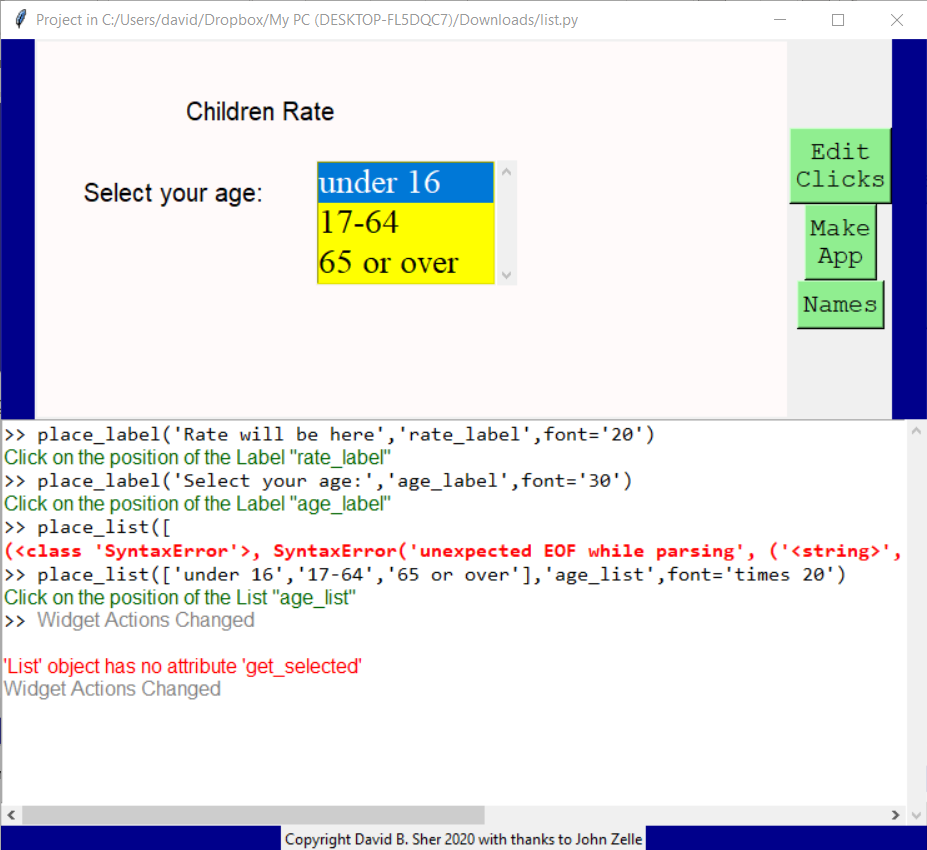 Project in C:/Users/david/Dropbox/My PC (DESKTOP-FL5DQC7)/Downloads/list.py
Children Rate
Select your age:
under 16
17-64
65 or over
Edit
Clicks
Make
App
Names
>> place_label('Rate will be here','rate_label',font='20')
Click on the position of the Label "rate_label"
>> place_label('Select your age:','age_label',font='30')
Click on the position of the Label "age_label"
>> place_list([
(<class 'SyntaxError'>, SyntaxError('unexpected EOF while parsing', ('<string>',
>> place_list(['under 16','17-64','65 or over'],'age_list',font='times 20')
Click on the position of the List "age_list"
>> Widget Actions Changed
'List' object has no attribute 'get_selected'
Widget Actions Changed
Copyright David B. Sher 2020 with thanks to John Zelle